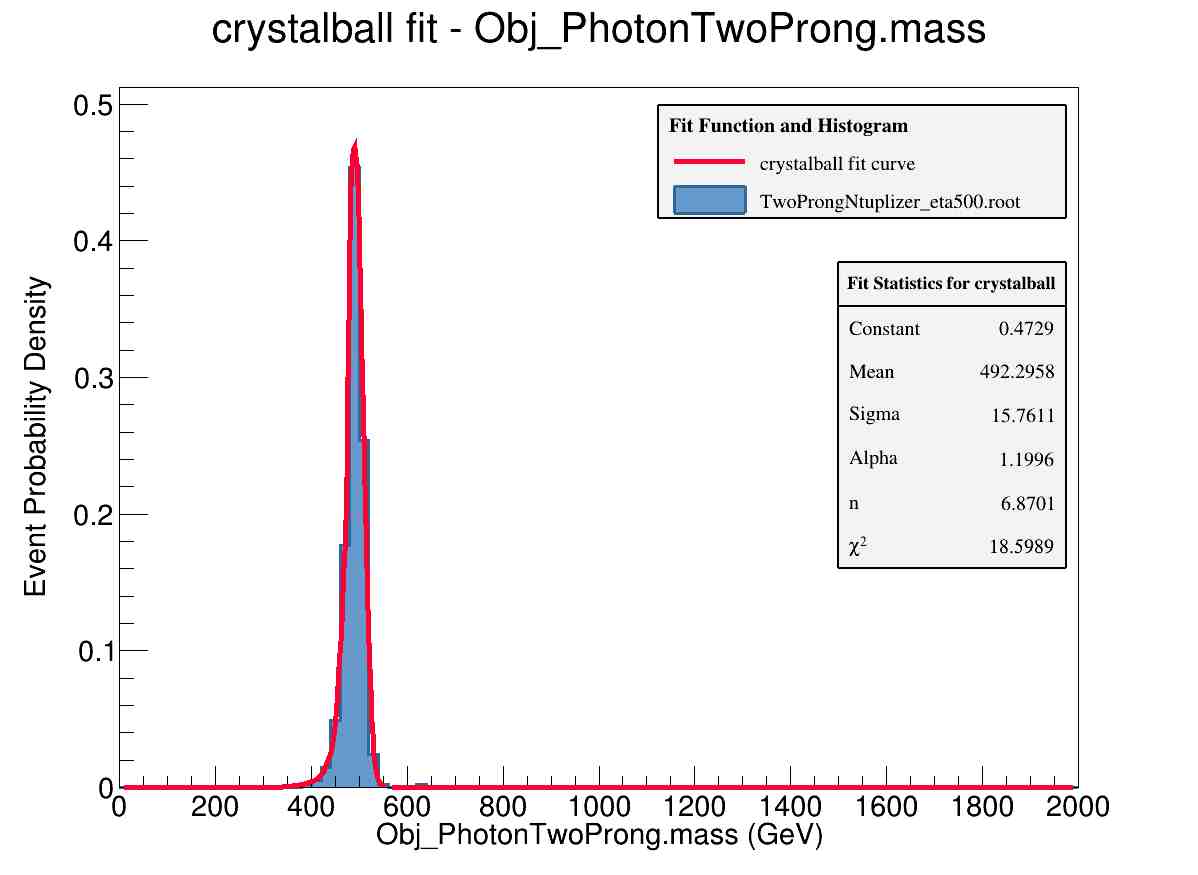 crystalball fit - Obj_PhotonTwoProng.mass
Fit Function and Histogram
crystalball fit curve
TwoProngNtuplizer_eta500.root
Fit Statistics for crystalball
Constant 0.4729
Mean 492.2958
Sigma 15.7611
Alpha 1.1996
n 6.8701
χ² 18.5989
Event Probability Density
0.5
0.4
0.3
0.2
0.1
0
0 200 400 600 800 1000 1200 1400 1600 1800 2000
Obj_PhotonTwoProng.mass (GeV)